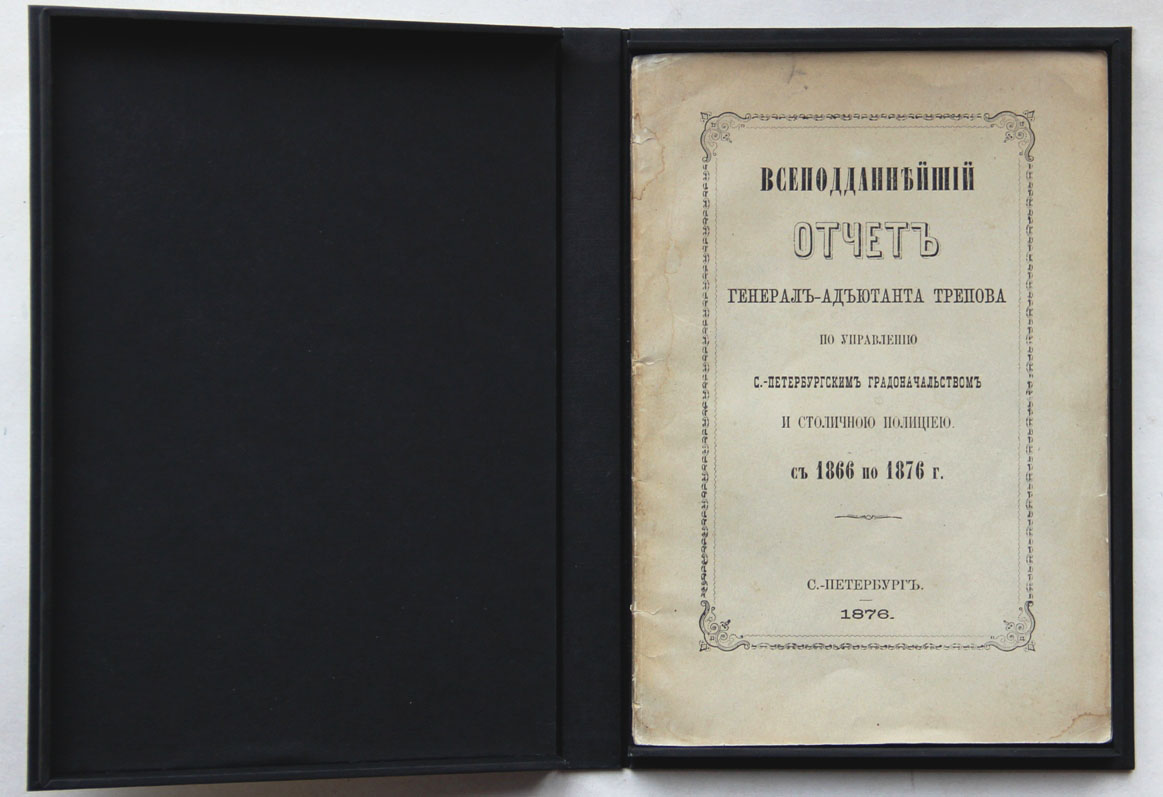 ВСЕПОДДАННѢЙШІЙ
ОТЧЕТЪ
ГЕНЕРАЛЪ-АДЪЮТАНТА ТРЕПОВА
ПО УПРАВЛЕНІЮ
С.-ПЕТЕРБУРГСКИМЪ ГРАДОНАЧАЛЬСТВОМЪ
И СТОЛИЧНОЮ ПОЛИЦІЕЮ.
съ 1866 по 1876 г.
С.-ПЕТЕРБУРГЪ.
1876.